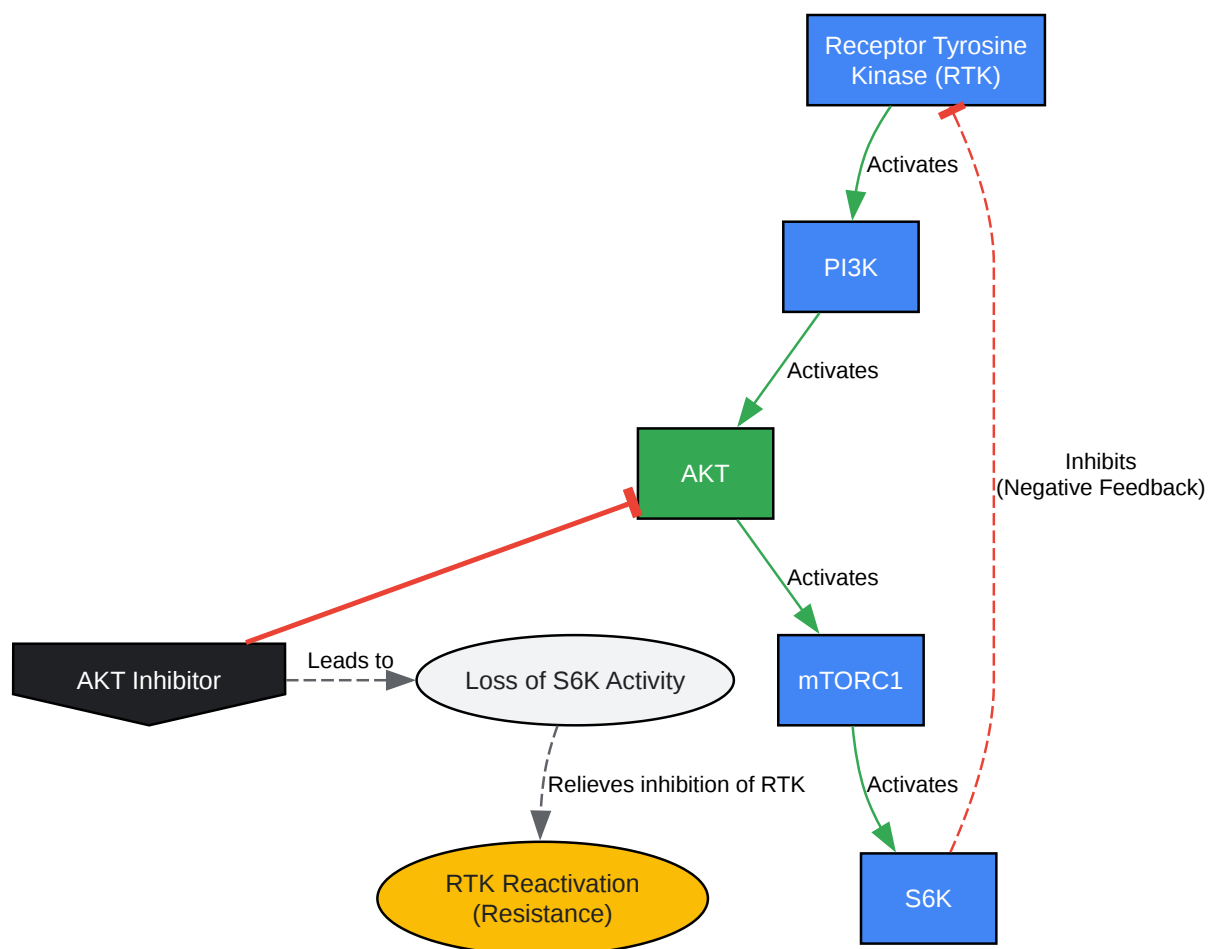 Receptor Tyrosine
Kinase (RTK)
Activates
PI3K
Activates
AKT
Inhibits
(Negative Feedback)
Activates
AKT Inhibitor
Leads to
Loss of S6K Activity
mTORC1
Relieves inhibition of RTK
Activates
RTK Reactivation
(Resistance)
S6K